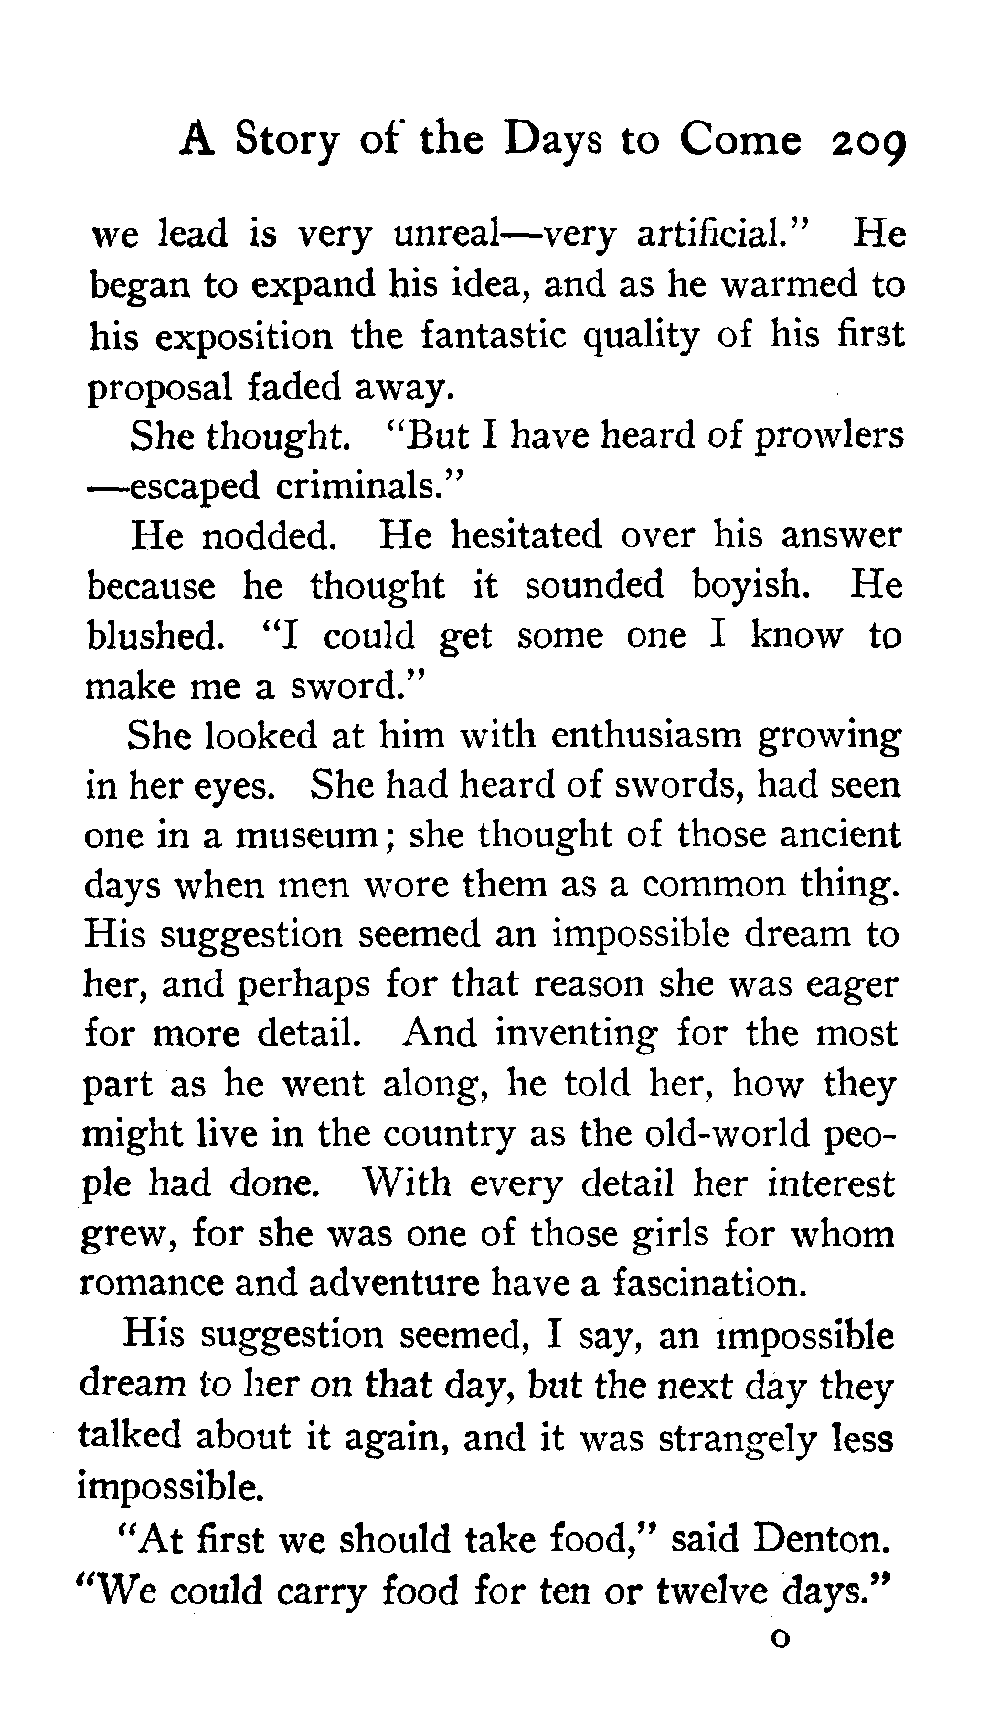 A Story of the Days to Come 209
we lead is very unreal—very artificial.” He
began to expand his idea, and as he warmed to
his exposition the fantastic quality of his first
proposal faded away.
She thought. “But I have heard of prowlers
—escaped criminals.”
He nodded. He hesitated over his answer
because he thought it sounded boyish. He
blushed. “I could get some one I know to
make me a sword.”
She looked at him with enthusiasm growing
in her eyes. She had heard of swords, had seen
one in a museum; she thought of those ancient
days when men wore them as a common thing.
His suggestion seemed an impossible dream to
her, and perhaps for that reason she was eager
for more detail. And inventing for the most
part as he went along, he told her, how they
might live in the country as the old-world peo-
ple had done. With every detail her interest
grew, for she was one of those girls for whom
romance and adventure have a fascination.
His suggestion seemed, I say, an impossible
dream to her on that day, but the next day they
talked about it again, and it was strangely less
impossible.
“At first we should take food,” said Denton.
“We could carry food for ten or twelve days.”
O